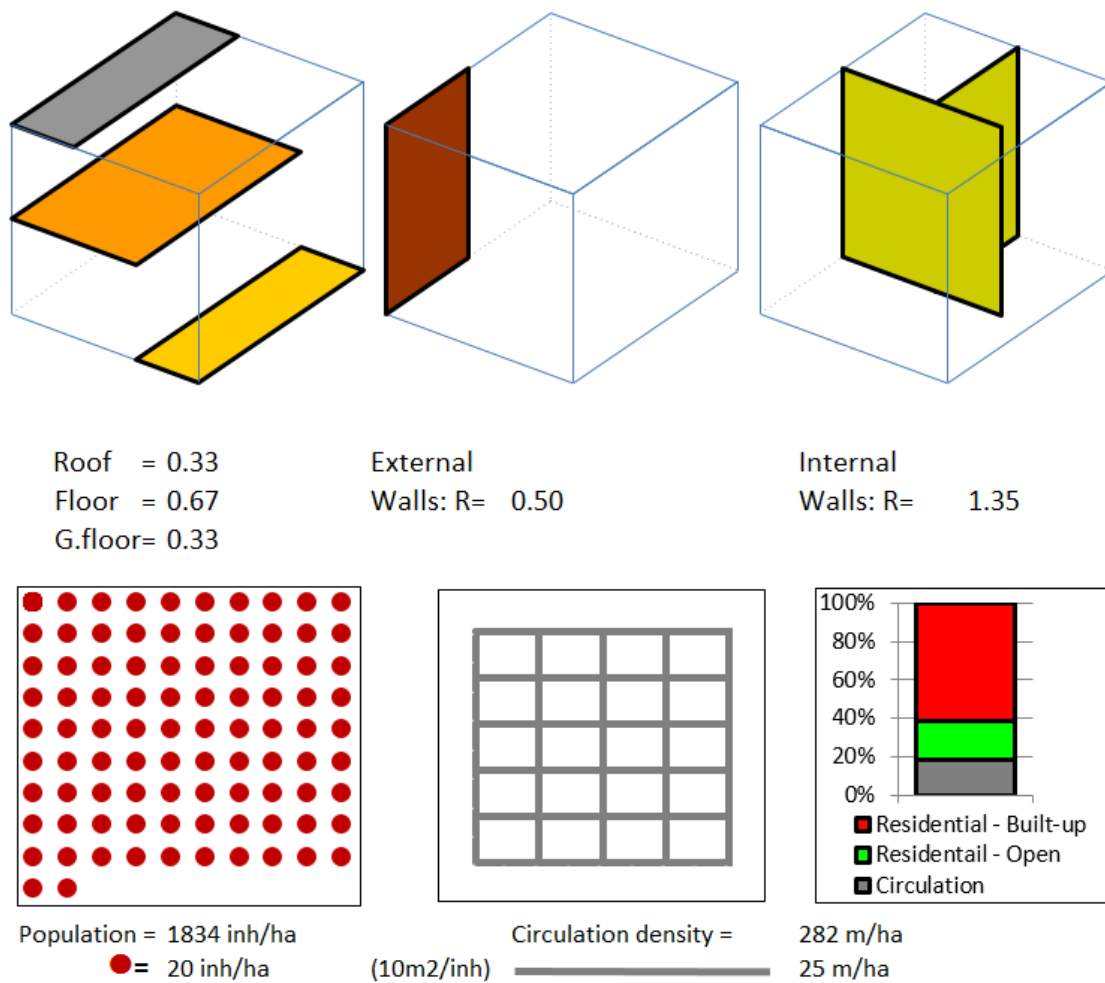 Roof = 0.33
Floor = 0.67
G.floor= 0.33
External
Walls: R= 0.50
Internal
Walls: R= 1.35
100%
80%
60%
40%
20%
0%
Residential - Built-up
Residentail - Open
Circulation
Population = 1834 inh/ha
= 20 inh/ha
(10m2/inh)
Circulation density = 282 m/ha
25 m/ha